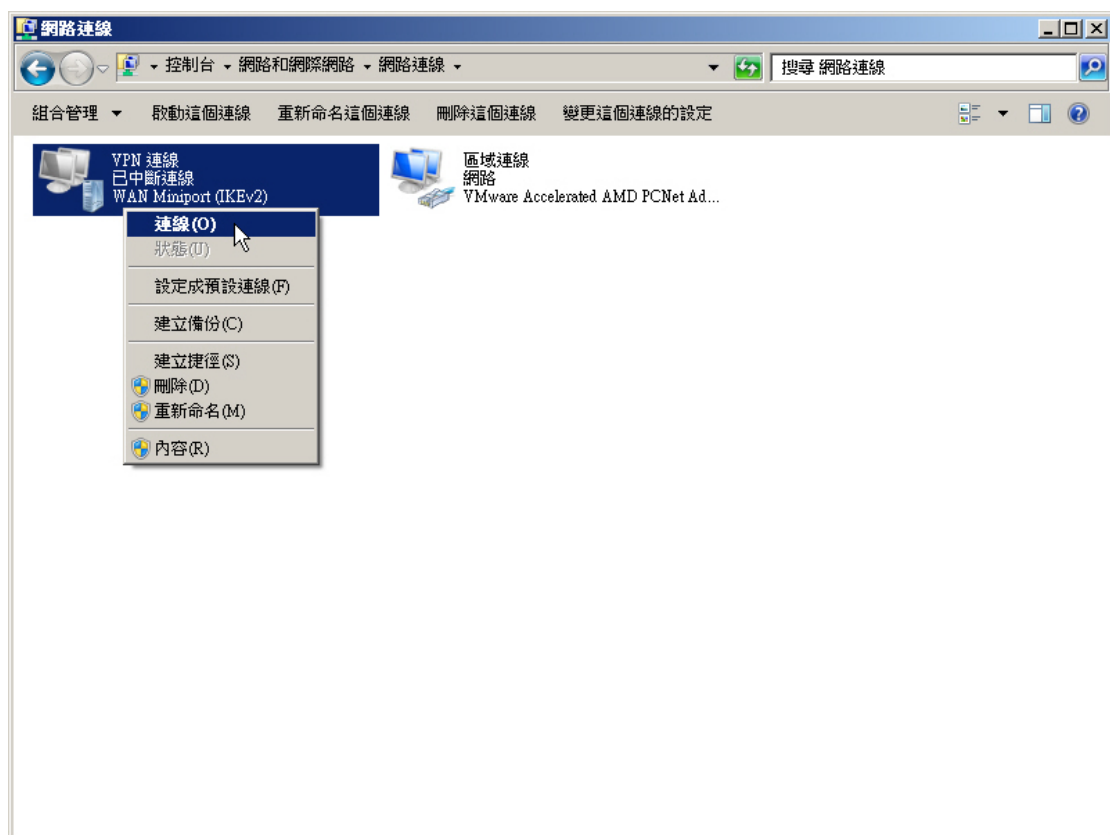 網路連線
控制台 網路和網際網路 網路連線
搜尋 網路連線
組合管理 啟動這個連線 重新命名這個連線 刪除這個連線 變更這個連線的設定
VPN 連線
已中斷連線
WAN Miniport (IKEv2)
區域連線
網路
VMware Accelerated AMD PCNet Ad...
連線(O)
狀態(U)
設定成預設連線(F)
建立備份(C)
建立捷徑(S)
刪除(D)
重新命名(M)
內容(R)